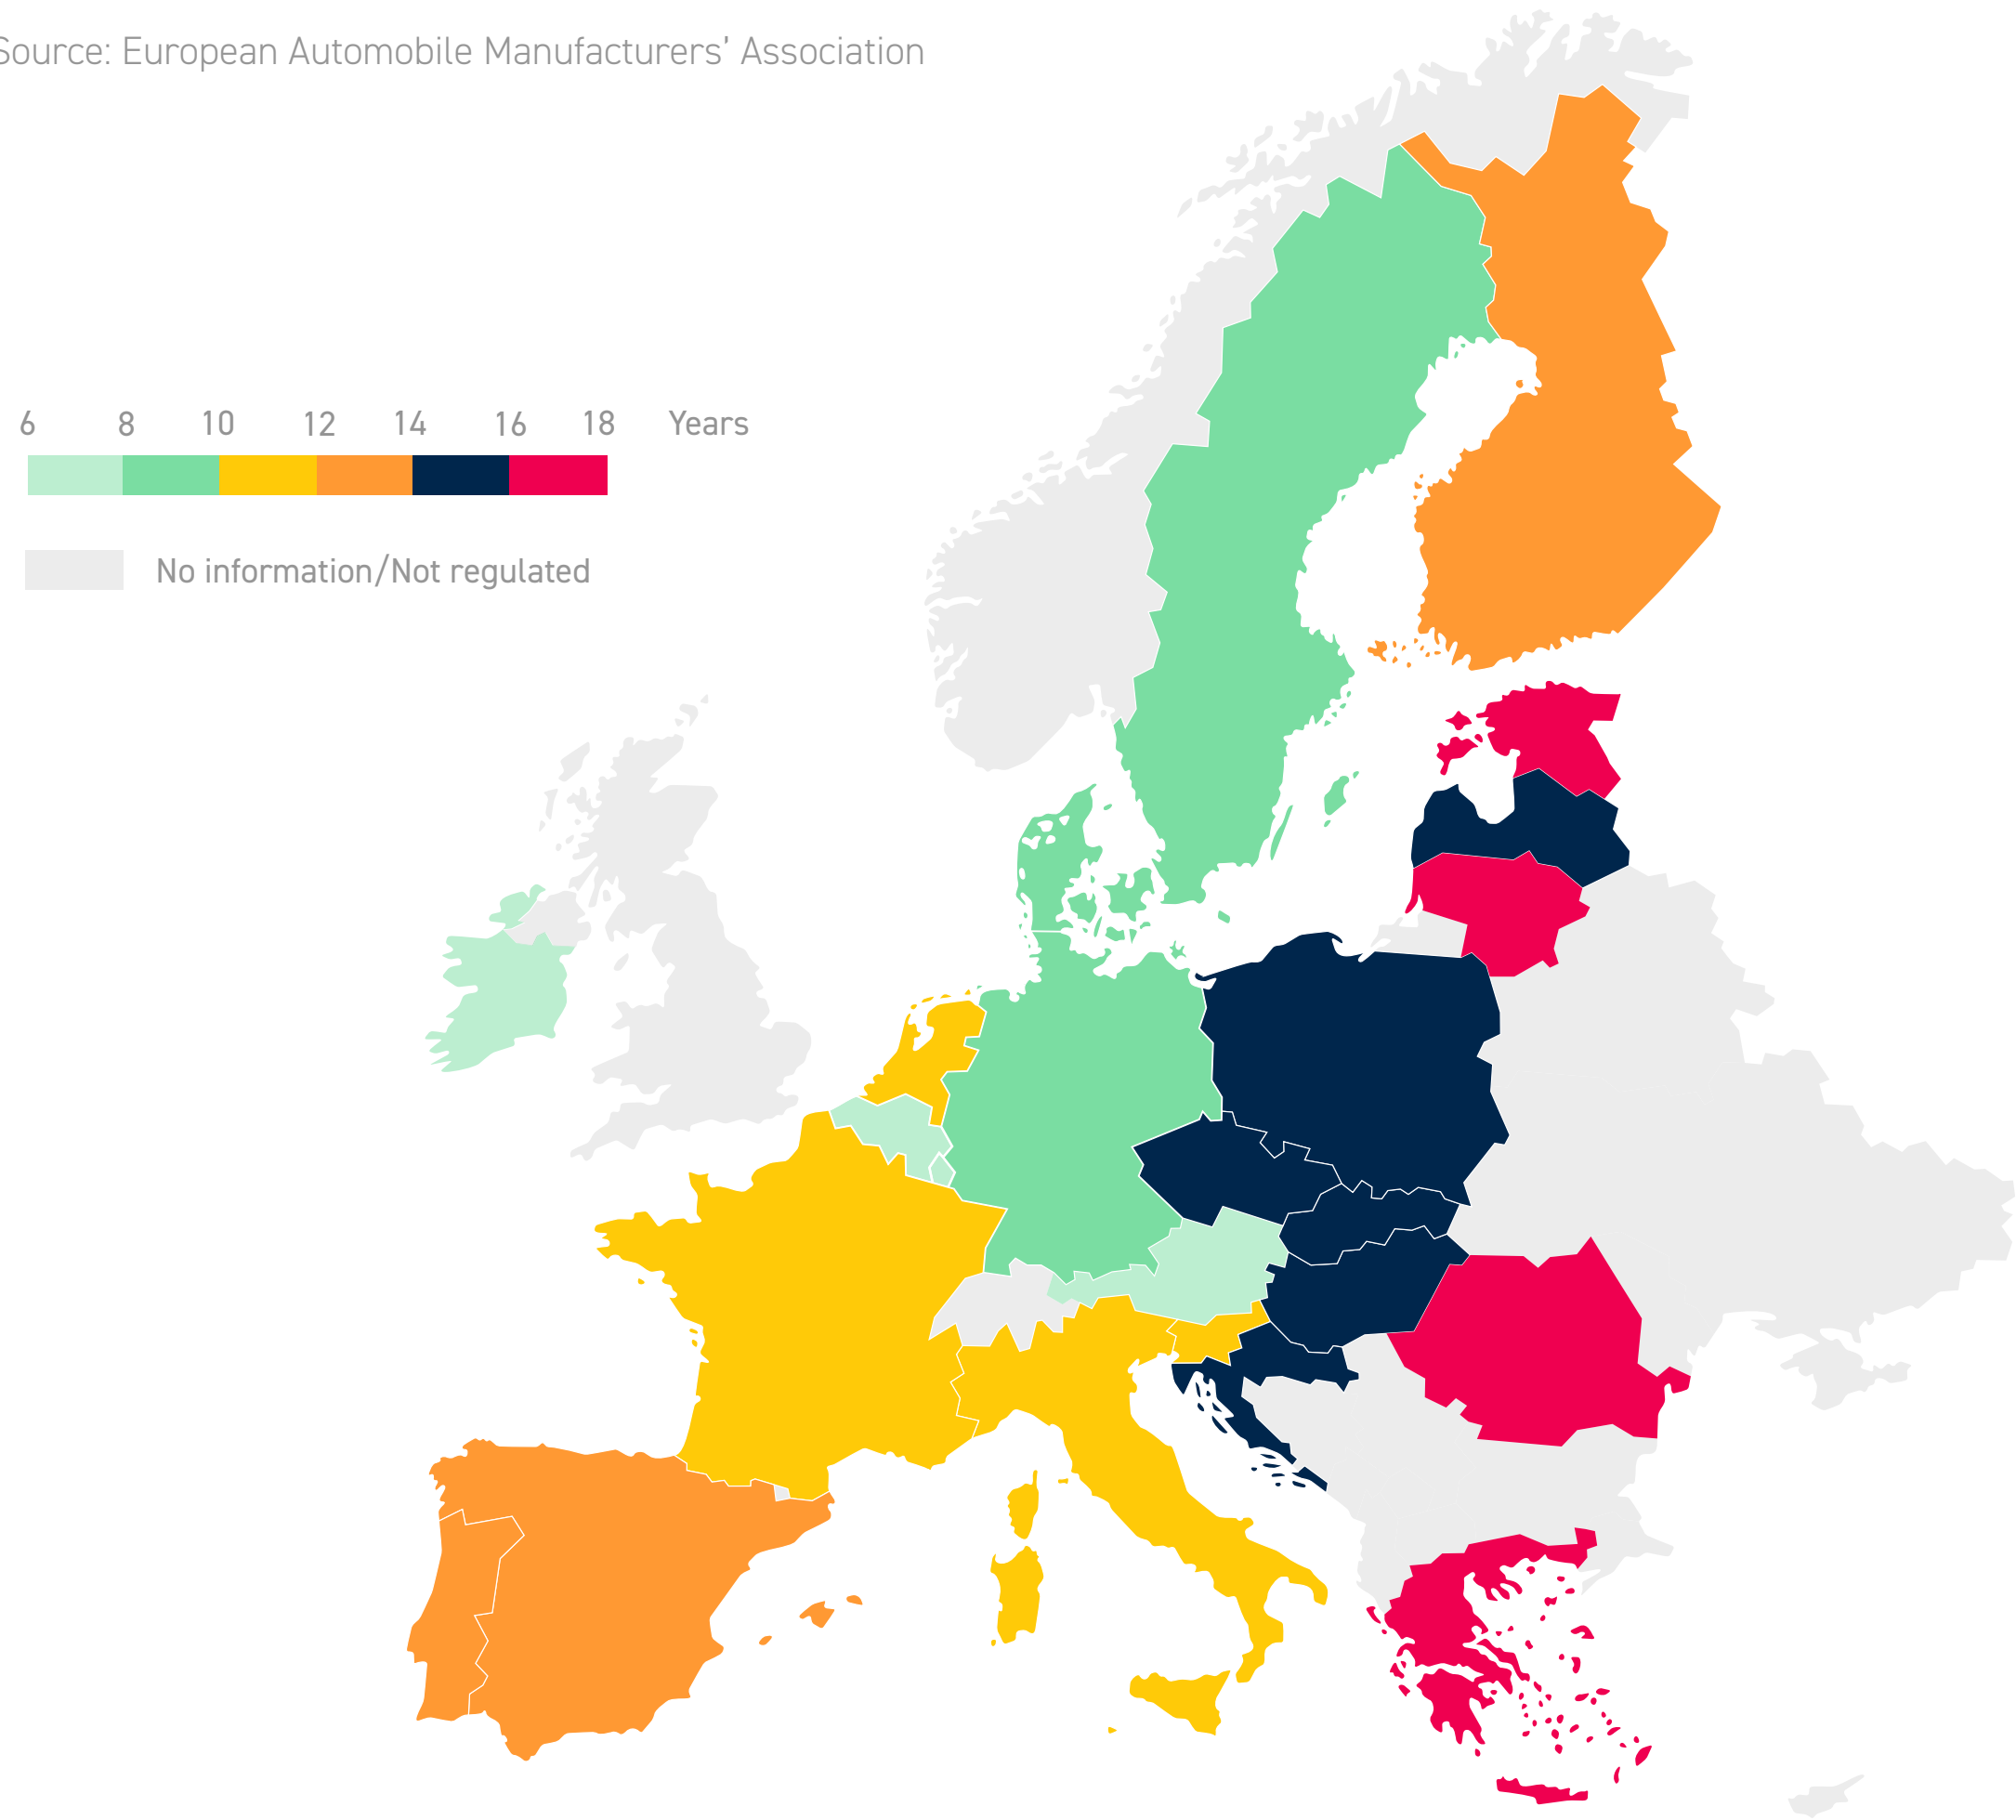 Source: European Automobile Manufacturers' Association
6 8 10 12 14 16 18 Years
No information/Not regulated